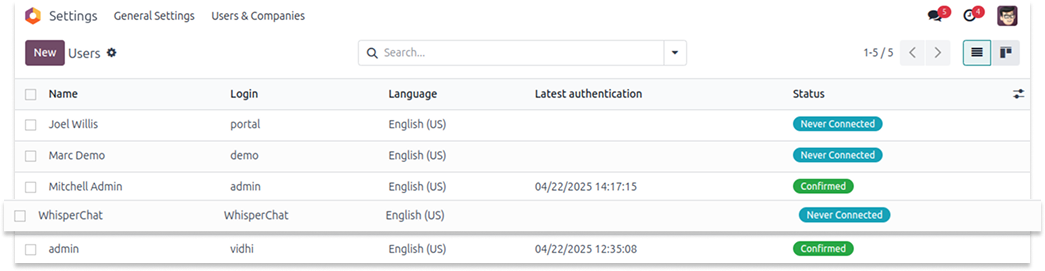 Settings General Settings Users & Companies 5 4
New Users Search... 1-5 / 5
Name Login Language Latest authentication Status
Joel Willis portal English (US) Never Connected
Marc Demo demo English (US) Never Connected
Mitchell Admin admin English (US) 04/22/2025 14:17:15 Confirmed
WhisperChat WhisperChat English (US) Never Connected
admin vidhi English (US) 04/22/2025 12:35:08 Confirmed